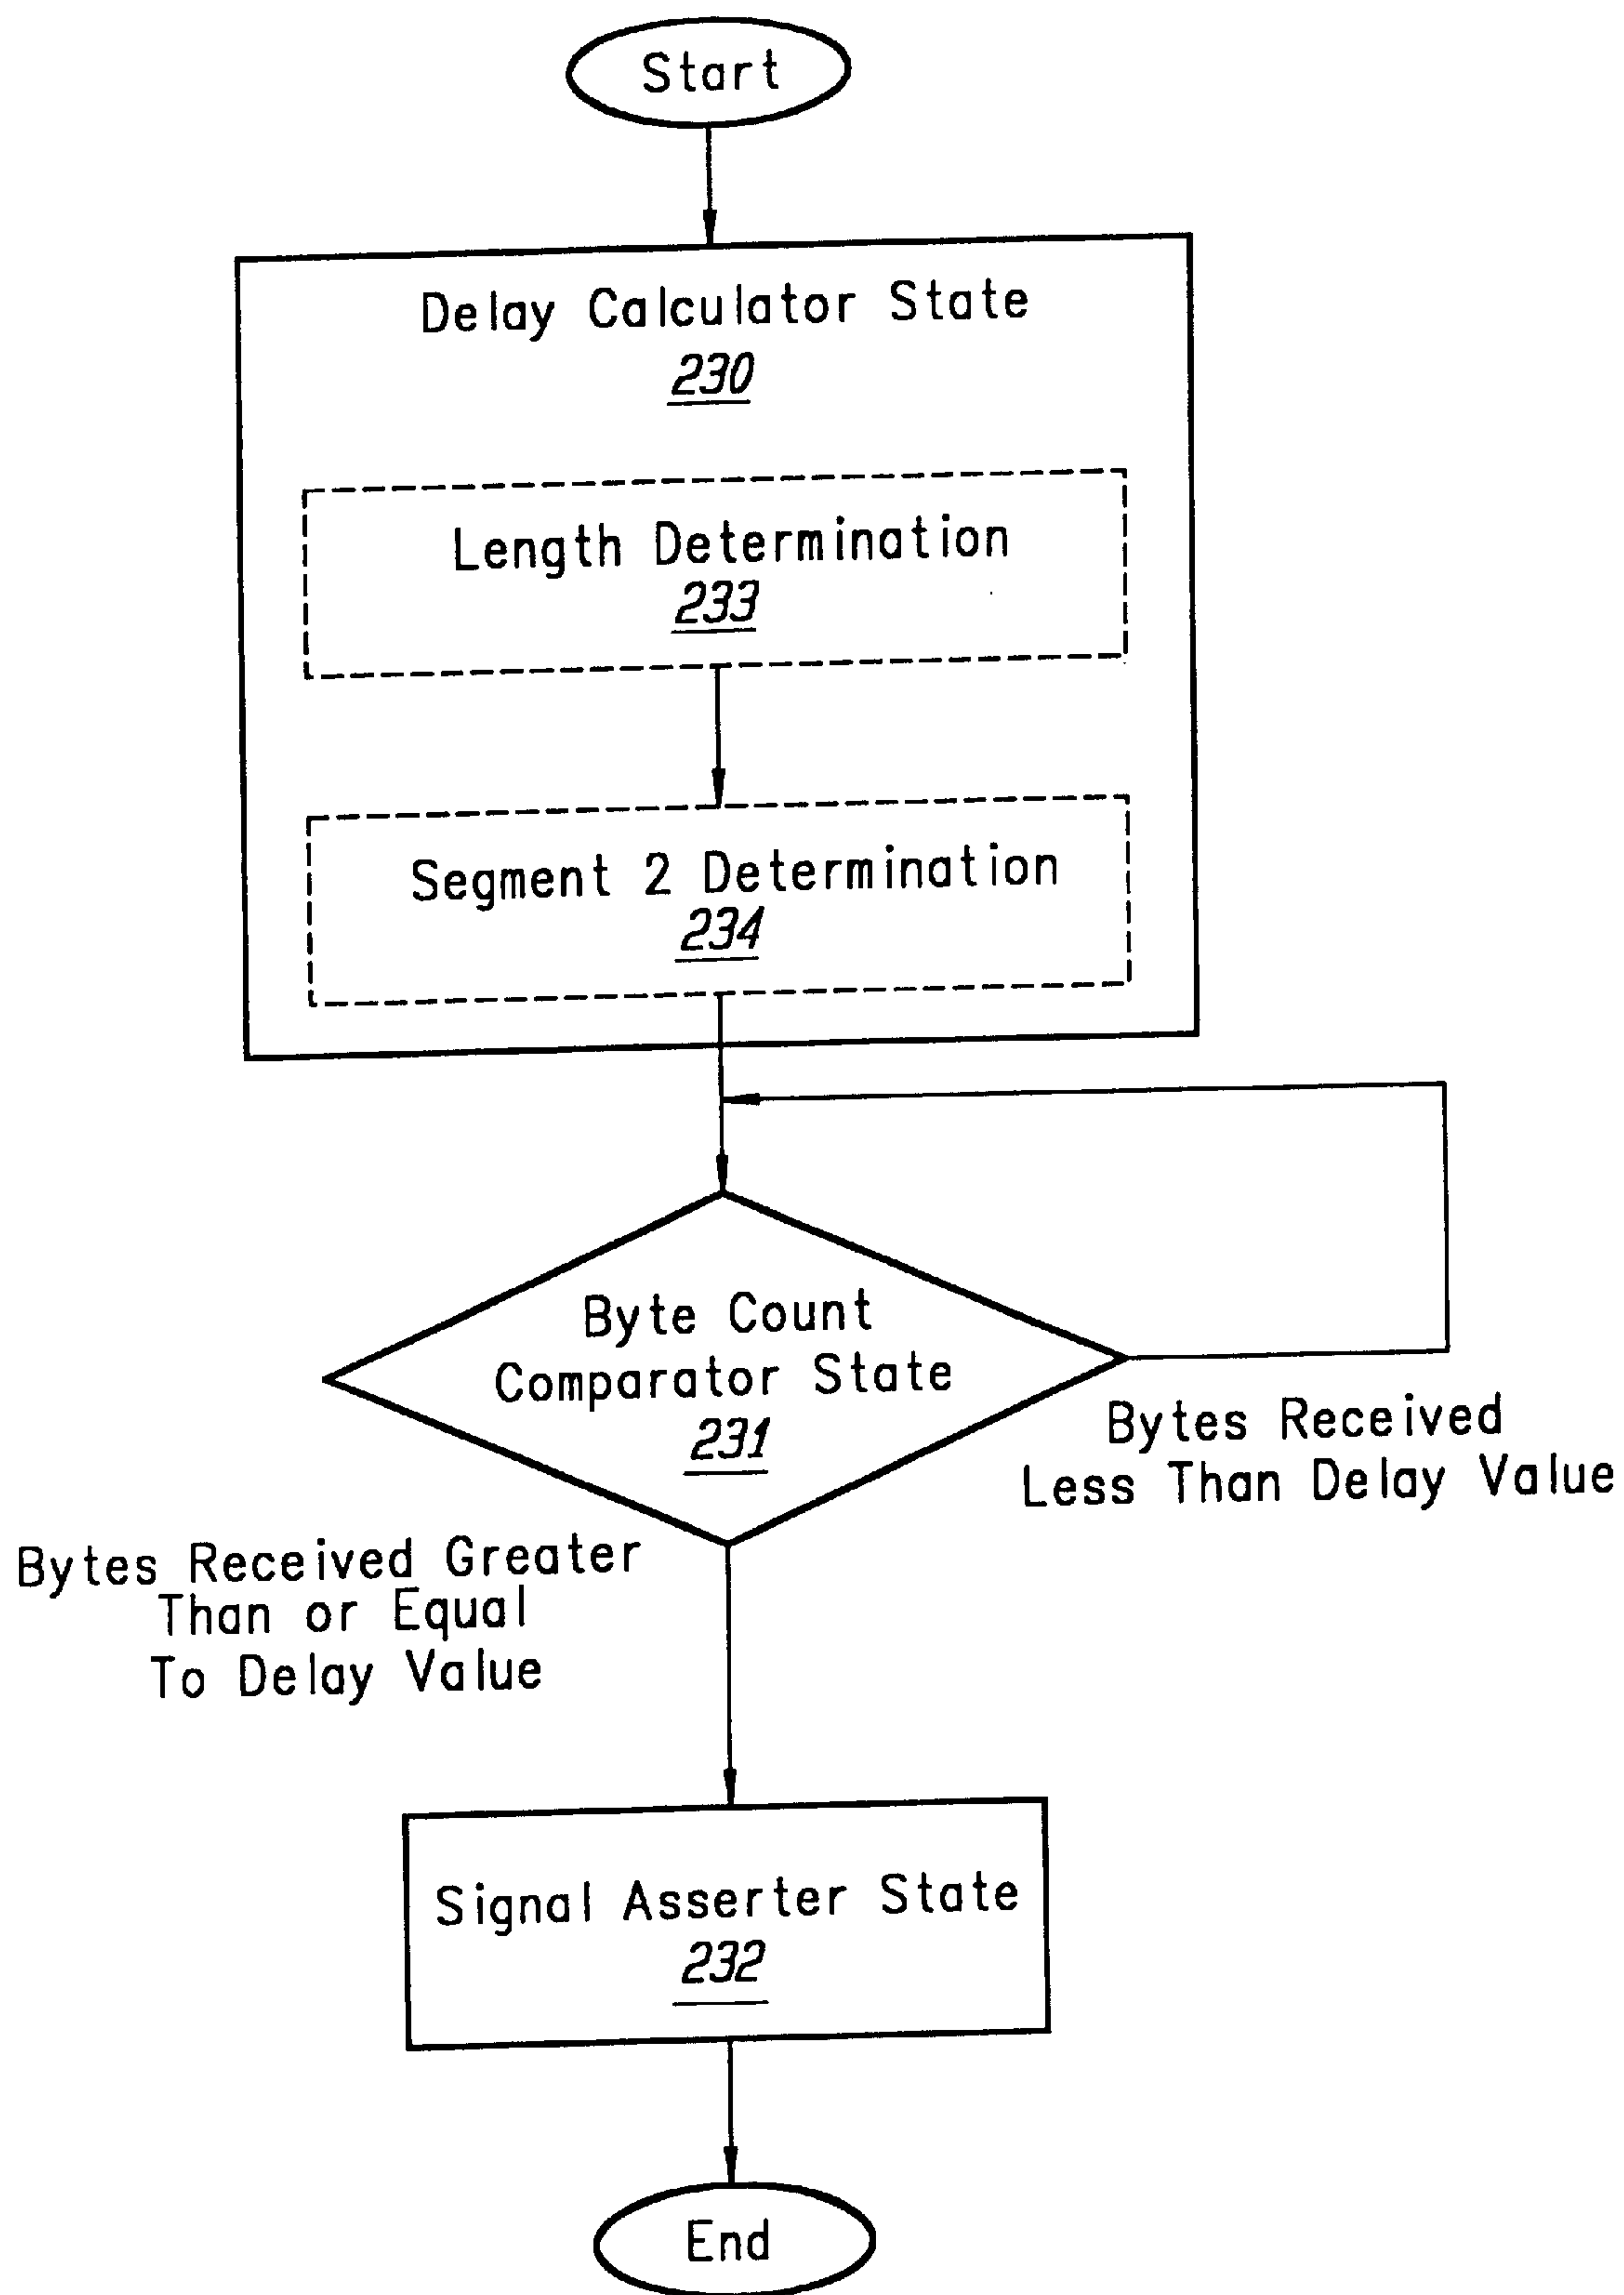 Start
Delay Calculator State
230
Length Determination
233
Segment 2 Determination
234
Byte Count
Comparator State
231
Bytes Received
Less Than Delay Value
Bytes Received Greater
Than or Equal
To Delay Value
Signal Asserter State
232
End